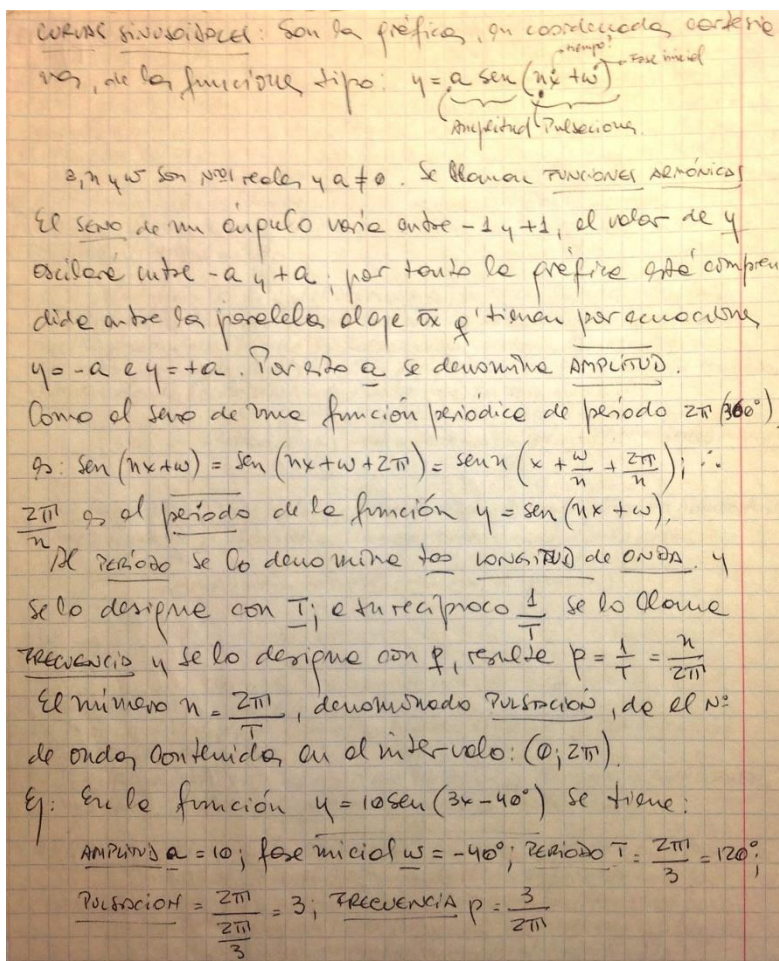 CURVAS SINUSOIDALES: Son la gráfica, en coordenadas cartesia
nas, de las funciones tipo: y = a sen (nx + w)
tiempo
Fase inicial
Amplitud Pulsaciones.
a, n y w son Nros reales y a ≠ 0. Se llaman FUNCIONES ARMÓNICAS
El SENO de un ángulo varía entre -1 y +1, el valor de y
oscilará entre -a y +a; por tanto la gráfica está compren
dida entre las paralelas al eje ox q' tienen por ecuaciones
y = -a e y = +a. Por esto a se denomina AMPLITUD.
Como el seno de una función periódica de período 2π (360°)
es: sen (nx+w) = sen (nx+w+2π) = sen n (x + w/n + 2π/n); ∴
2π/n es el período de la función y = sen (nx + w).
Al PERÍODO se lo denomina LONGITUD de ONDA y
se lo designa con T; a su recíproco 1/T se lo llama
FRECUENCIA y se lo designa con p, resulta p = 1/T = n/2π
El número n = 2π/T, denominado PULSACIÓN, da el Nº
de ondas contenidas en el intervalo: (0; 2π).
Ej: En la función y = 10 sen (3x - 40°) se tiene:
AMPLITUD a = 10; fase inicial w = -40°; PERÍODO T = 2π/3 = 120°;
PULSACIÓN = 2π/(2π/3) = 3; FRECUENCIA p = 3/2π